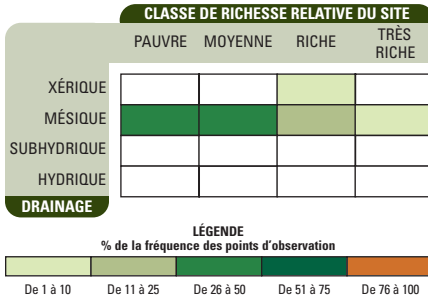 CLASSE DE RICHESSE RELATIVE DU SITE
PAUVRE MOYENNE RICHE TRÈS RICHE
XÉRIQUE
MÉSIQUE
SUBHYDRIQUE
HYDRIQUE
DRAINAGE
LÉGENDE
% de la fréquence des points d'observation
De 1 à 10 De 11 à 25 De 26 à 50 De 51 à 75 De 76 à 100